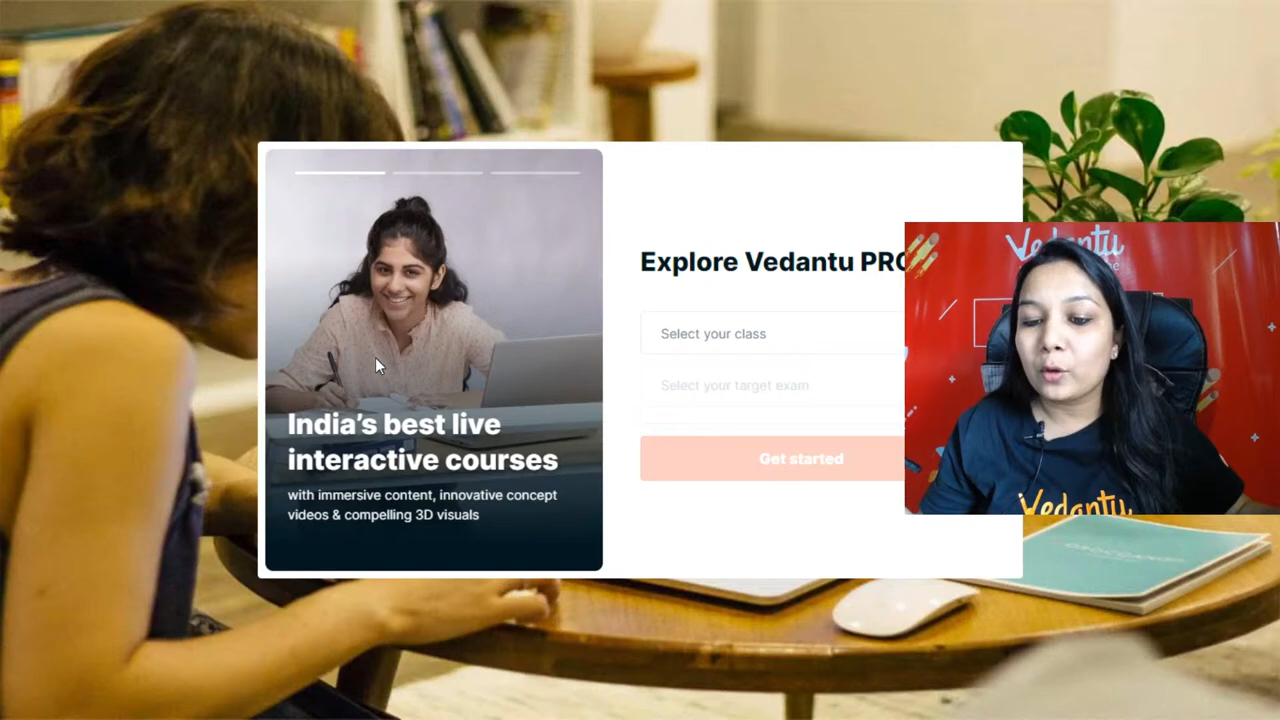 India’s best live
interactive courses
with immersive content, innovative concept
videos & compelling 3D visuals
Explore Vedantu PRO
Select your class
Select your target exam
Get started
Vedantu
Vedantu